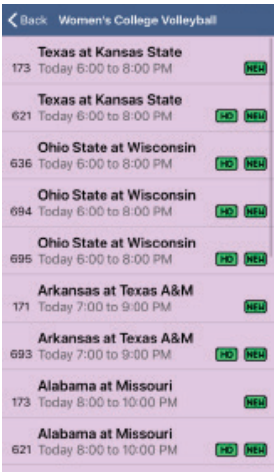 Back Women's College Volleyball
Texas at Kansas State
173 Today 6:00 to 8:00 PM NEW
Texas at Kansas State
621 Today 6:00 to 8:00 PM HD NEW
Ohio State at Wisconsin
636 Today 6:00 to 8:00 PM HD NEW
Ohio State at Wisconsin
694 Today 6:00 to 8:00 PM HD NEW
Ohio State at Wisconsin
695 Today 6:00 to 8:00 PM HD NEW
Arkansas at Texas A&M
171 Today 7:00 to 9:00 PM NEW
Arkansas at Texas A&M
693 Today 7:00 to 9:00 PM HD NEW
Alabama at Missouri
173 Today 8:00 to 10:00 PM NEW
Alabama at Missouri
621 Today 8:00 to 10:00 PM HD NEW